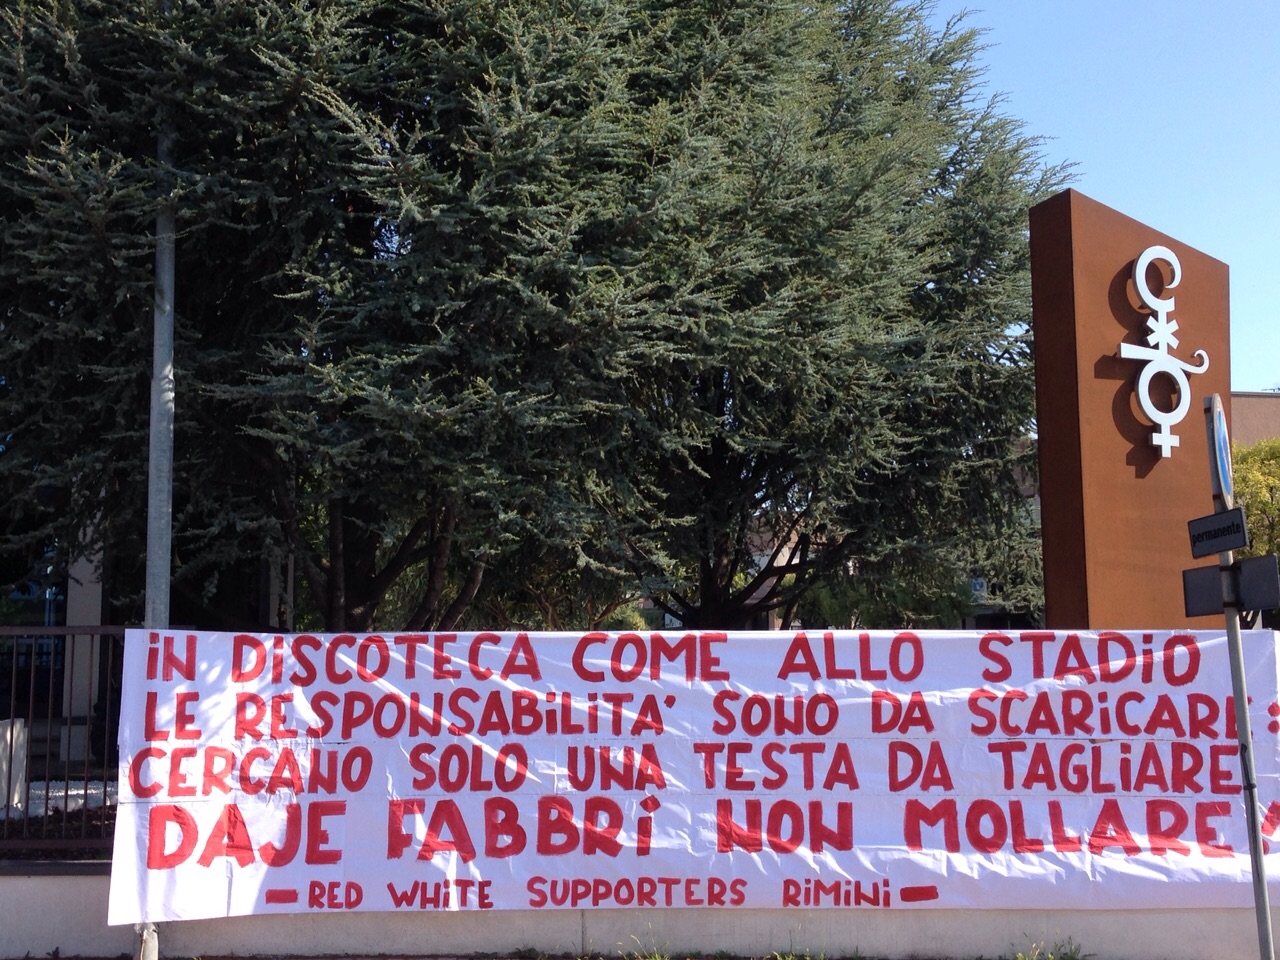 permanente
iN DiSCOTECA COME ALLO STADiO
LE RESPONSABiLiTA' SONO DA SCARiCARE:
CERCANO SOLO UNA TESTA DA TAGLiARE
DAJE FABBRi NON MOLLARE
- RED WHiTE SUPPORTERS RiMiNi -